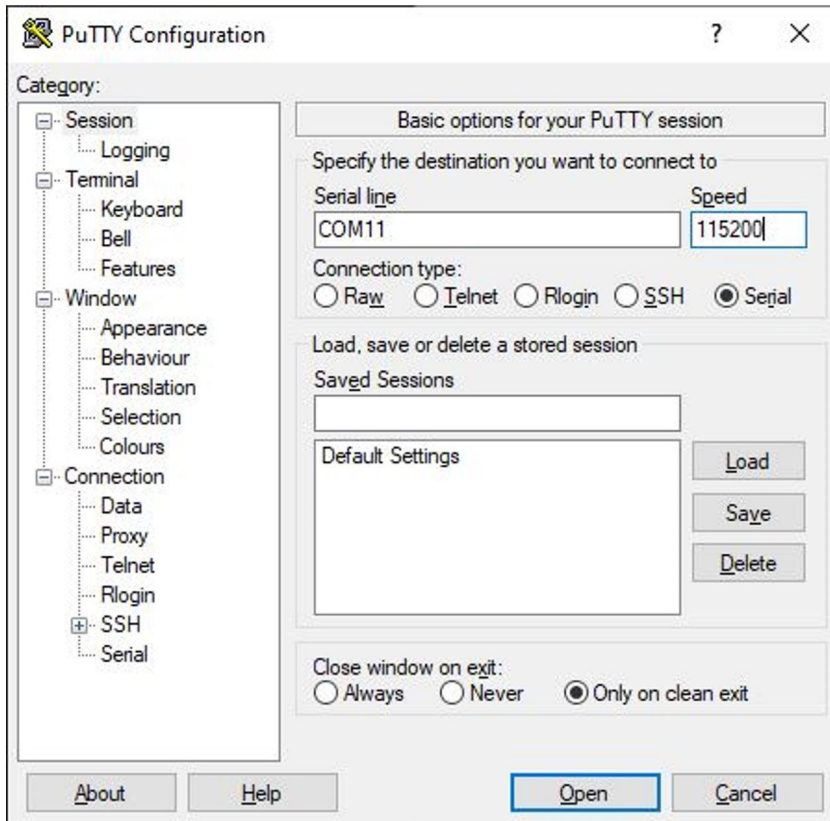 PuTTY Configuration
?
Category:
Session
Logging
Terminal
Keyboard
Bell
Features
Window
Appearance
Behaviour
Translation
Selection
Colours
Connection
Data
Proxy
Telnet
Rlogin
SSH
Serial
Basic options for your PuTTY session
Specify the destination you want to connect to
Serial line Speed
COM11 115200
Connection type:
Raw Telnet Rlogin SSH Serial
Load, save or delete a stored session
Saved Sessions
Default Settings
Load
Save
Delete
Close window on exit:
Always Never Only on clean exit
About Help Open Cancel